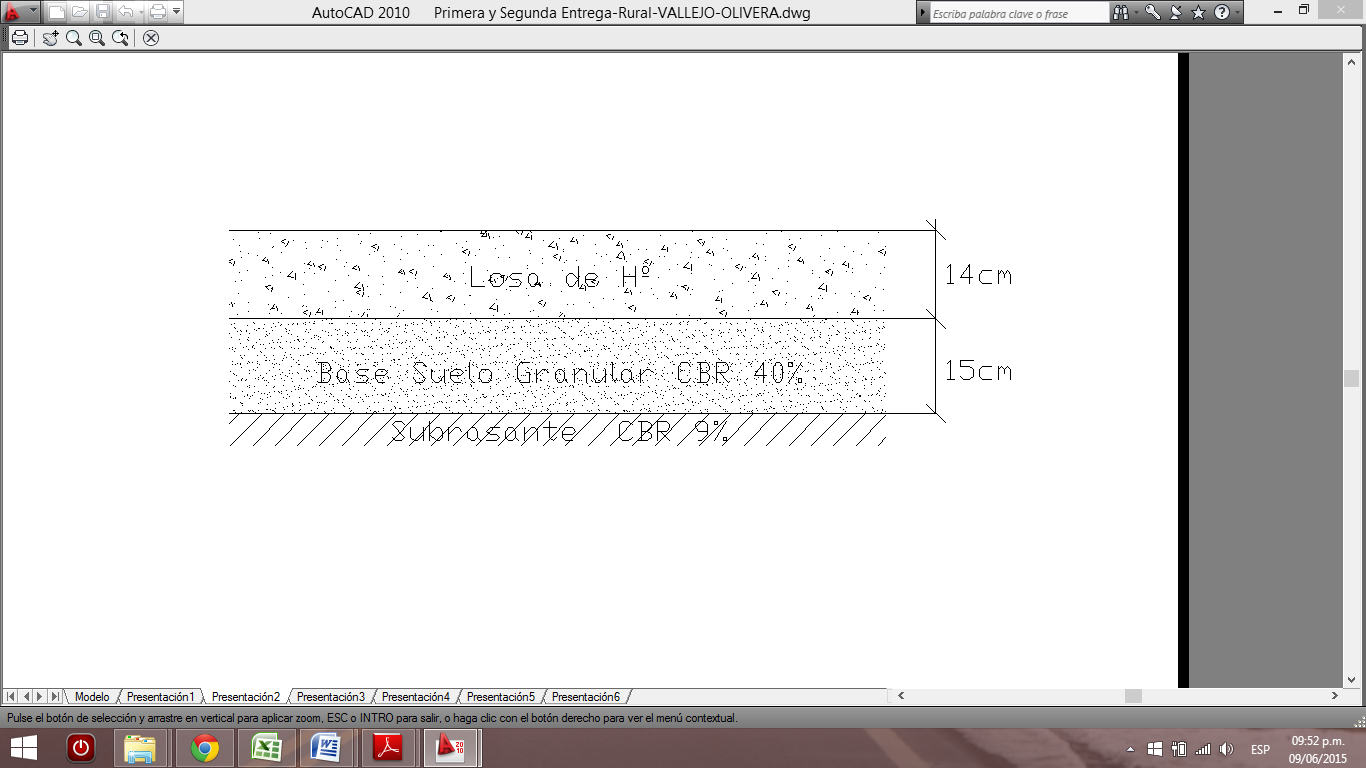 AutoCAD 2010 Primera y Segunda Entrega-Rural-VALLEJO-OLIVERA.dwg
Escriba palabra clave o frase
Losa de Hº
14cm
Base Suelo Granular CBR 40%
15cm
Subrasante CBR 9%
Modelo Presentación1 Presentación2 Presentación3 Presentación4 Presentación5 Presentación6
Pulse el botón de selección y arrastre en vertical para aplicar zoom, ESC o INTRO para salir, o haga clic con el botón derecho para ver el menú contextual.
ESP
09:52 p.m.
09/06/2015